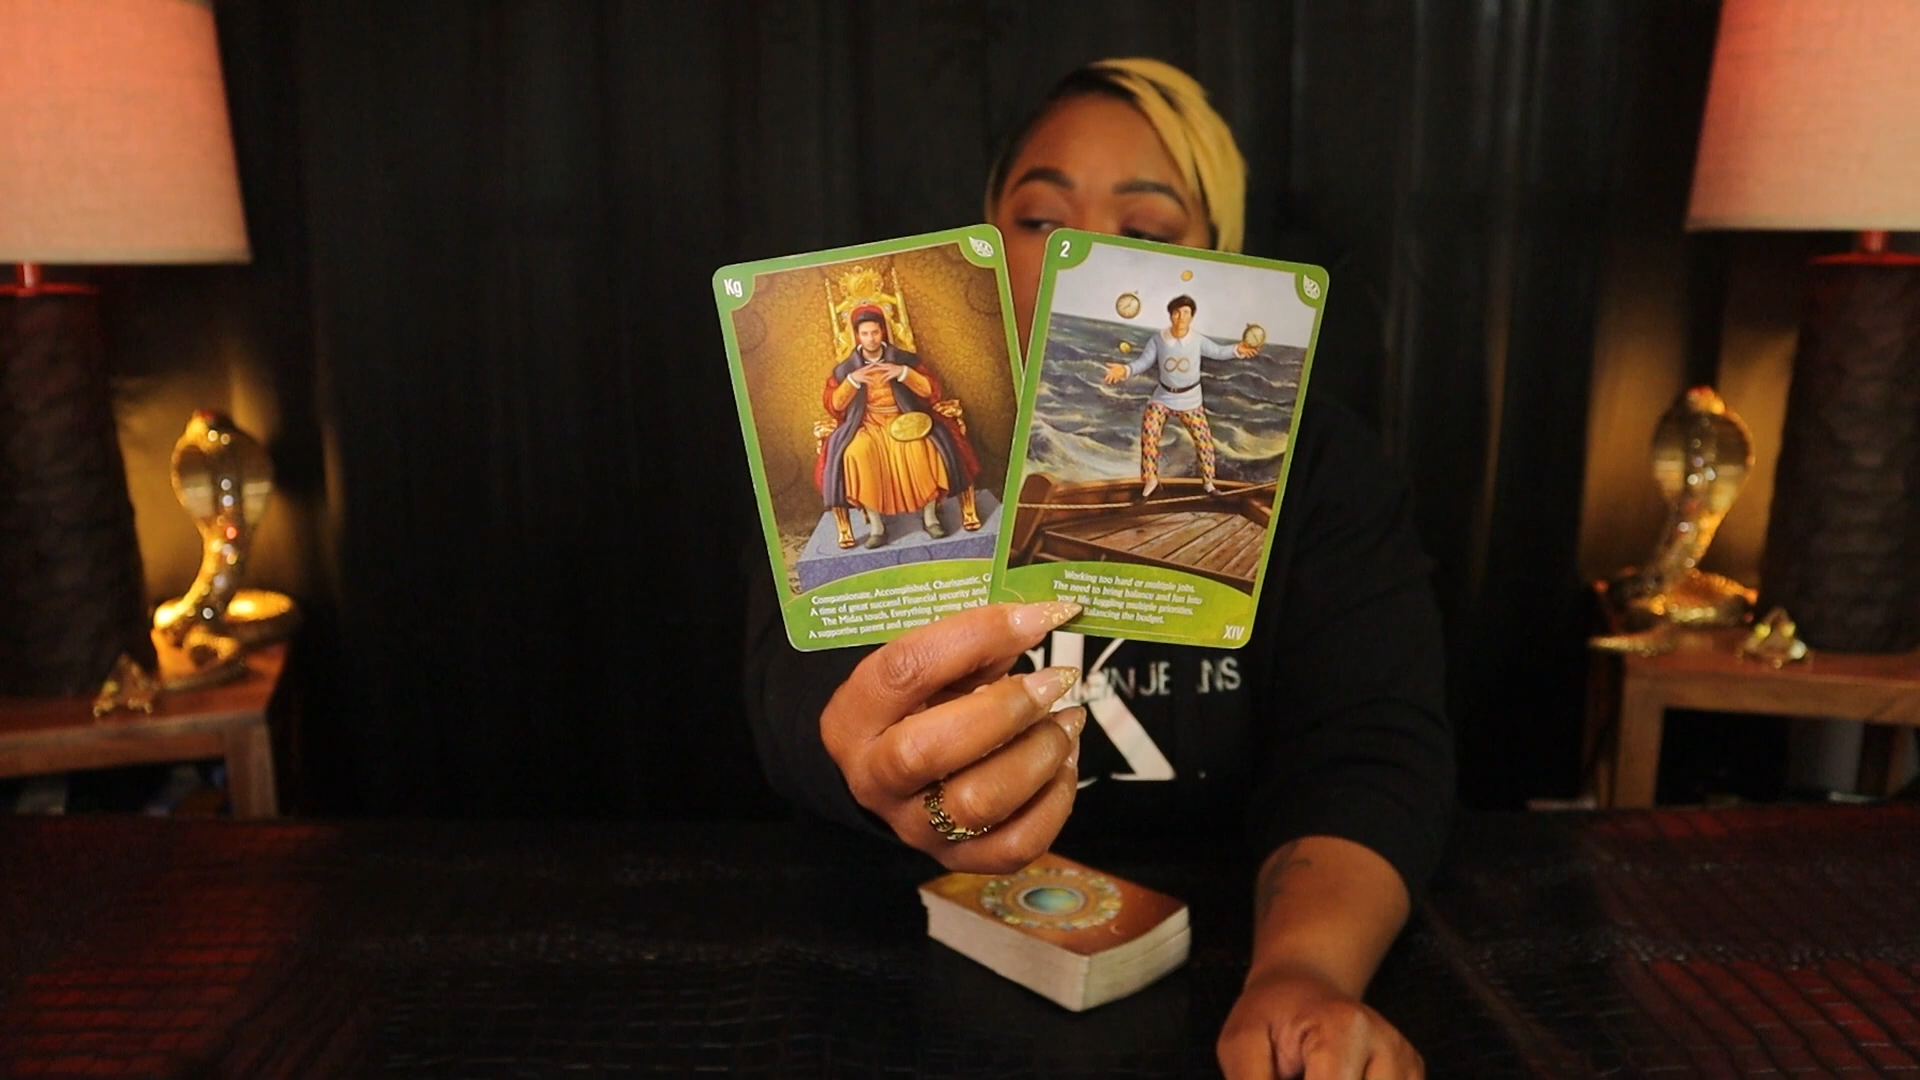 Kg
Compassionate, Accomplished, Charismatic,
A time of great success! Financial security and
The Midas touch. Everything turning out
A supportive parent and spouse.
2
Working too hard or multiple jobs.
The need to bring balance and fun into
your life. Juggling multiple priorities.
balancing the budget.
XIV
CK